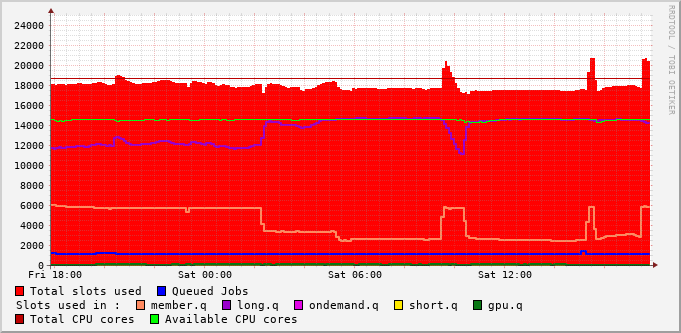 24000
22000
20000
18000
16000
14000
12000
10000
8000
6000
4000
2000
0
Fri 18:00 Sat 00:00 Sat 06:00 Sat 12:00
RRDTOOL / TOBI OETIKER
Total slots used Queued Jobs
Slots used in : member.q long.q ondemand.q short.q gpu.q
Total CPU cores Available CPU cores